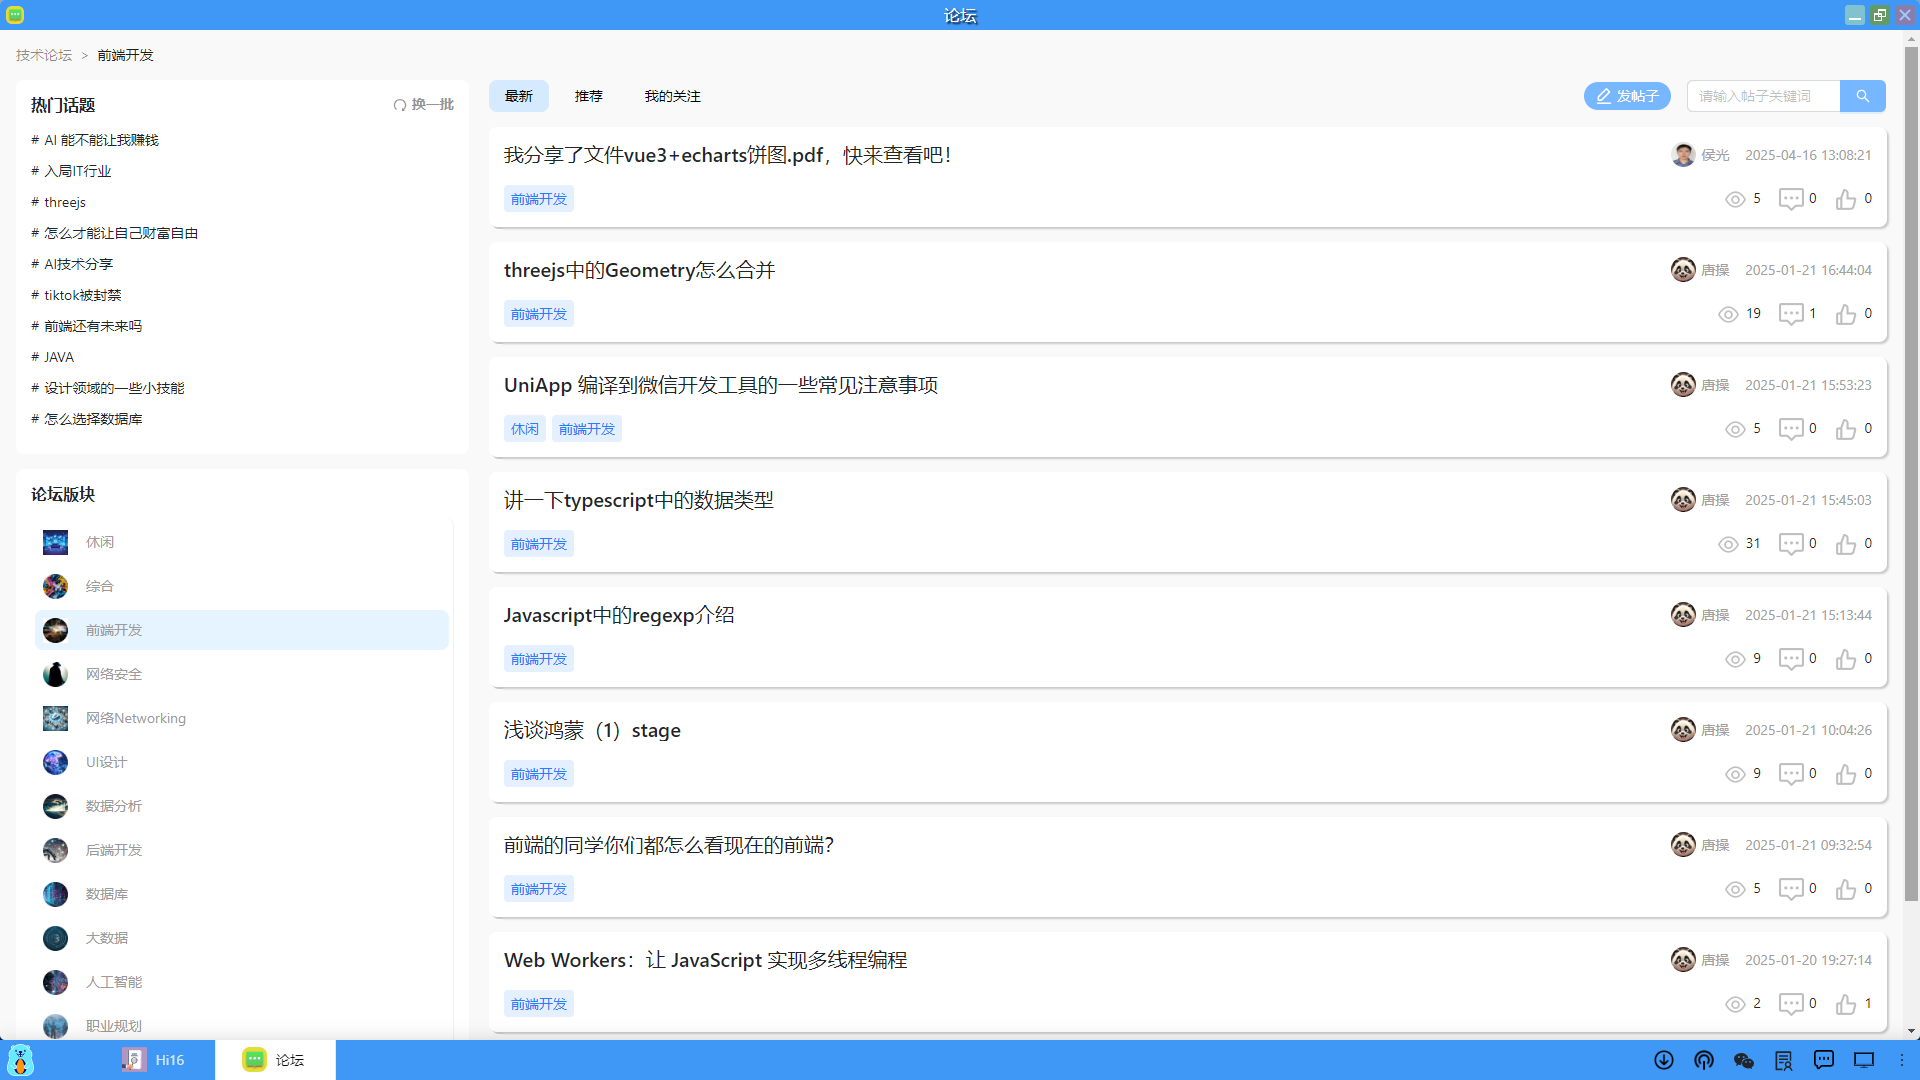 论坛
技术论坛 > 前端开发
热门话题
换一批
# AI 能不能让我赚钱
# 入局IT行业
# threejs
# 怎么才能让自己财富自由
# AI技术分享
# tiktok被封禁
# 前端还有未来吗
# JAVA
# 设计领域的一些小技能
# 怎么选择数据库
论坛版块
休闲
综合
前端开发
网络安全
网络Networking
UI设计
数据分析
后端开发
数据库
大数据
人工智能
职业规划
最新 推荐 我的关注
发帖子 请输入帖子关键词
我分享了文件vue3+echarts饼图.pdf，快来查看吧！ 侯光 2025-04-16 13:08:21
前端开发 5 0 0
threejs中的Geometry怎么合并 唐操 2025-01-21 16:44:04
前端开发 19 1 0
UniApp 编译到微信开发工具的一些常见注意事项 唐操 2025-01-21 15:53:23
休闲 前端开发 5 0 0
讲一下typescript中的数据类型 唐操 2025-01-21 15:45:03
前端开发 31 0 0
Javascript中的regexp介绍 唐操 2025-01-21 15:13:44
前端开发 9 0 0
浅谈鸿蒙（1）stage 唐操 2025-01-21 10:04:26
前端开发 9 0 0
前端的同学你们都怎么看现在的前端？ 唐操 2025-01-21 09:32:54
前端开发 5 0 0
Web Workers：让 JavaScript 实现多线程编程 唐操 2025-01-20 19:27:14
前端开发 2 0 1
Hi16 论坛